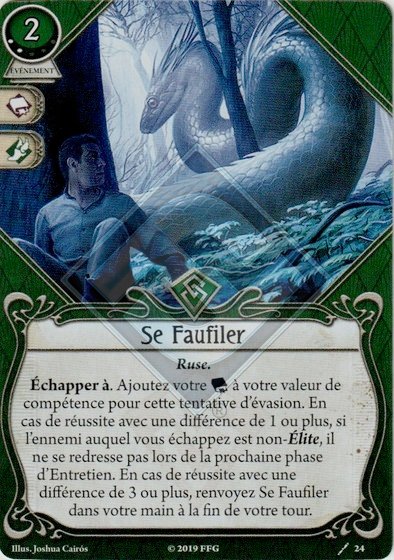 2
ÉVÉNEMENT
Se Faufiler
Ruse.
Échapper à. Ajoutez votre à votre valeur de
compétence pour cette tentative d'évasion. En
cas de réussite avec une différence de 1 ou plus, si
l'ennemi auquel vous échappez est non-Élite, il
ne se redresse pas lors de la prochaine phase
d'Entretien. En cas de réussite avec une
différence de 3 ou plus, renvoyez Se Faufiler
dans votre main à la fin de votre tour.
Illus. Joshua Cairós © 2019 FFG 24